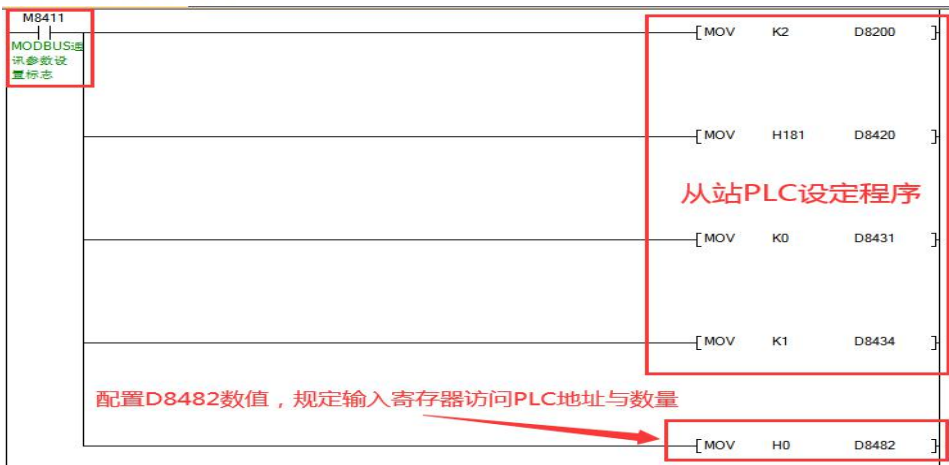 M8411
MODBUS通
讯参数设
置标志
MOV K2 D8200
MOV H181 D8420
从站PLC设定程序
MOV K0 D8431
MOV K1 D8434
配置D8482数值，规定输入寄存器访问PLC地址与数量
MOV H0 D8482